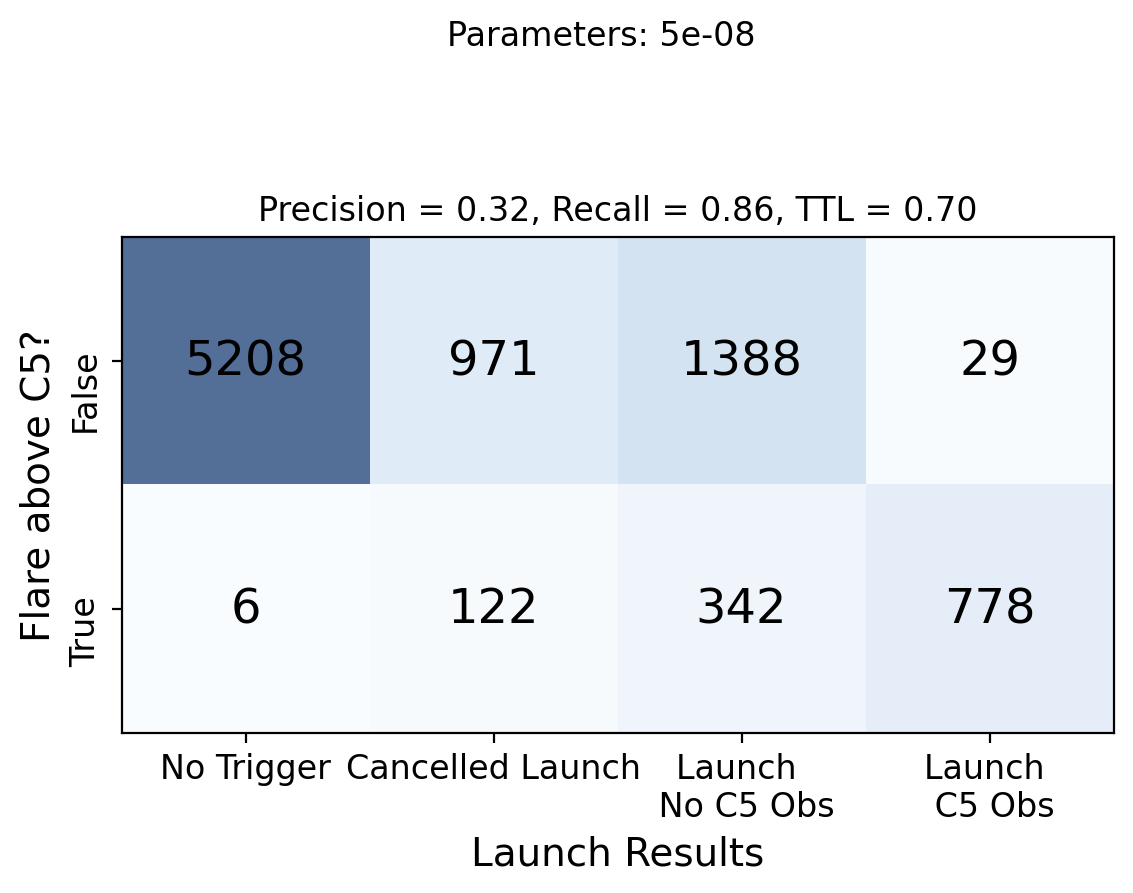 Parameters: 5e-08
Precision = 0.32, Recall = 0.86, TTL = 0.70
Flare above C5?
False
5208 971 1388 29
True
6 122 342 778
No Trigger Cancelled Launch Launch Launch
No C5 Obs C5 Obs
Launch Results